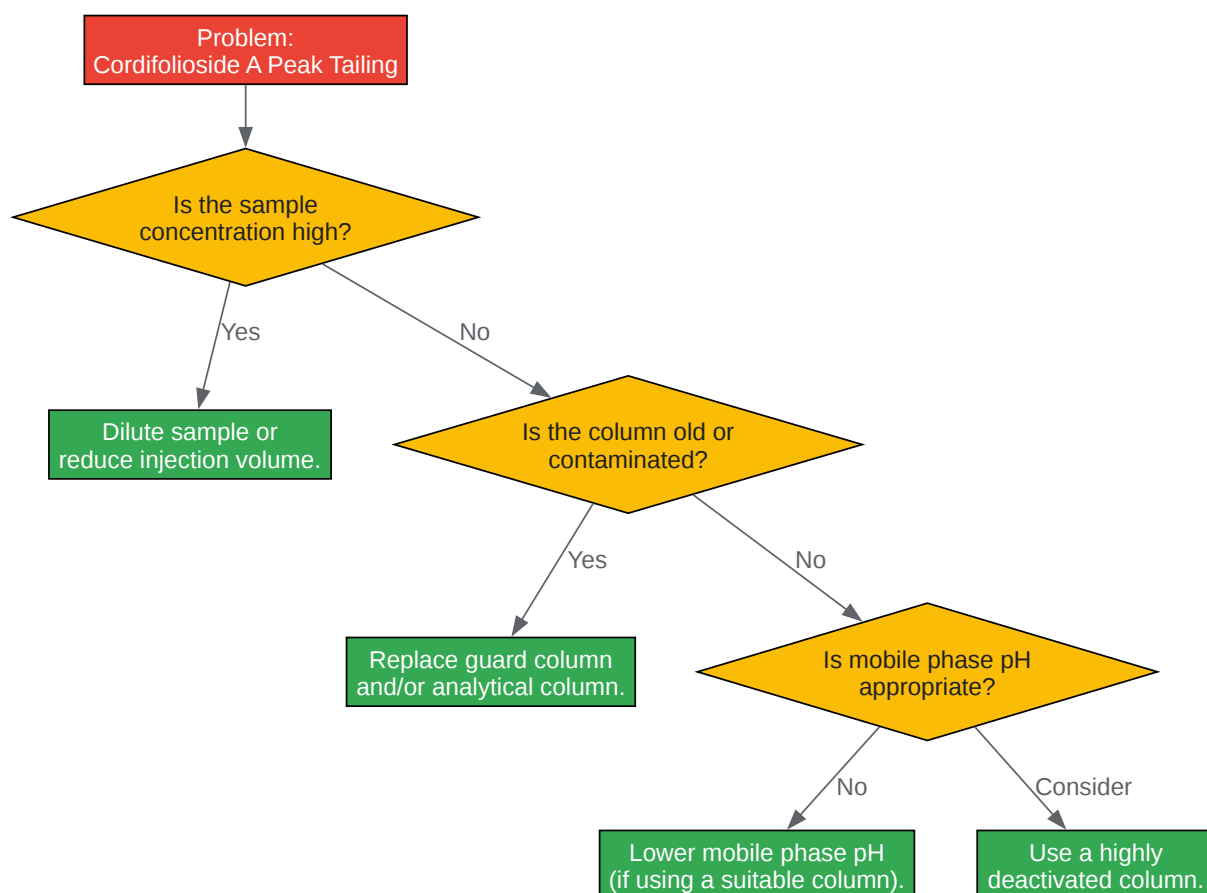 Problem:
Cordifolioside A Peak Tailing
Is the sample
concentration high?
Yes
No
Dilute sample or
reduce injection volume.
Is the column old or
contaminated?
Yes
No
Replace guard column
and/or analytical column.
Is mobile phase pH
appropriate?
No
Consider
Lower mobile phase pH
(if using a suitable column).
Use a highly
deactivated column.